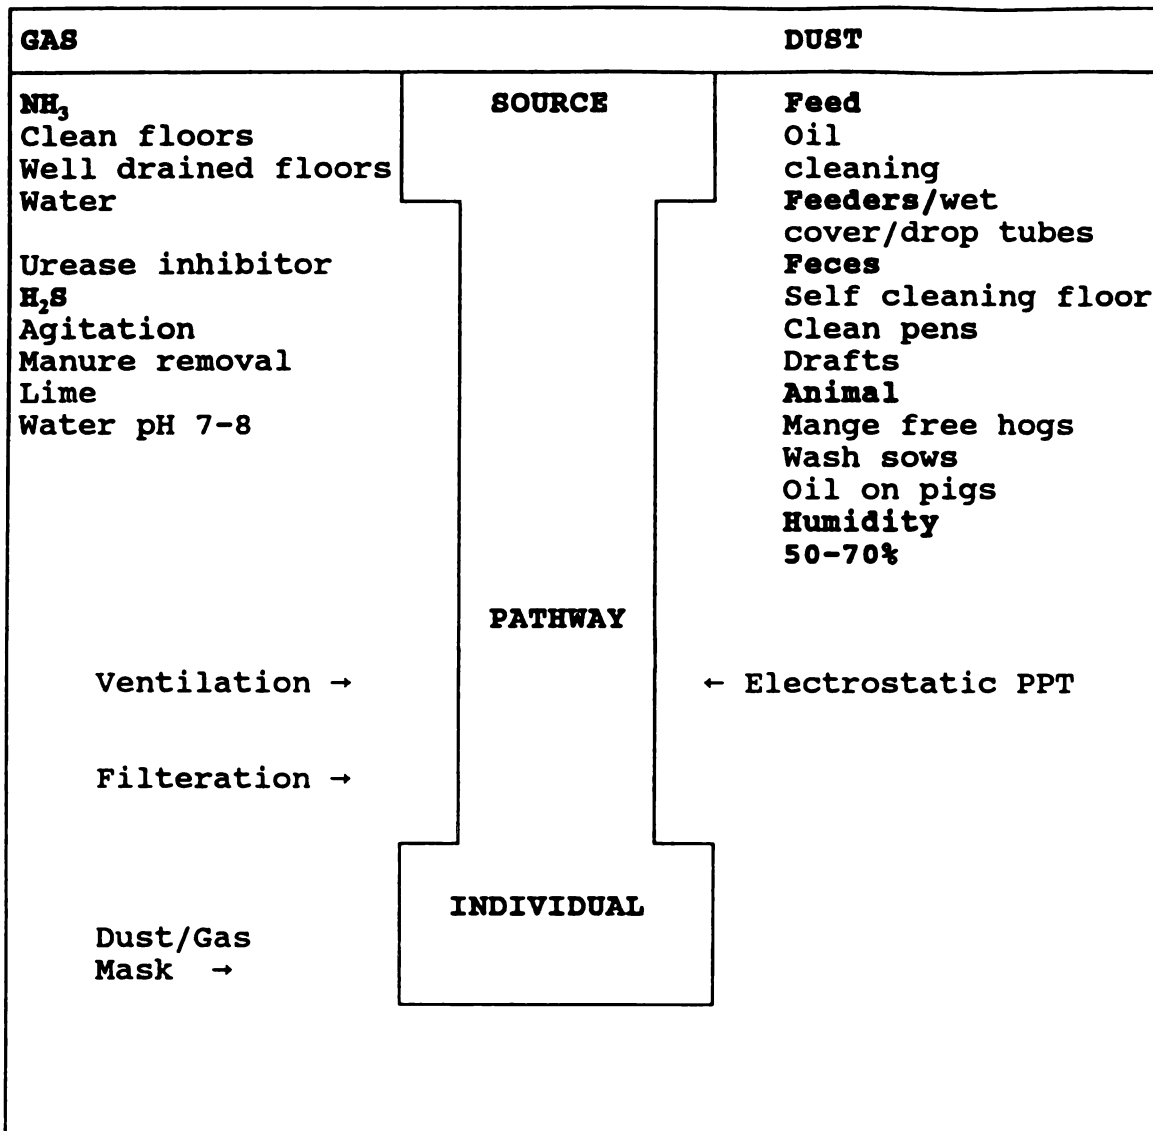 GAS
DUST
NH₃
Clean floors
Well drained floors
Water
Urease inhibitor
H₂S
Agitation
Manure removal
Lime
Water pH 7-8
SOURCE
Feed
Oil
cleaning
Feeders/wet
cover/drop tubes
Feces
Self cleaning floor
Clean pens
Drafts
Animal
Mange free hogs
Wash sows
Oil on pigs
Humidity
50-70%
PATHWAY
Ventilation →
← Electrostatic PPT
Filteration →
INDIVIDUAL
Dust/Gas
Mask →